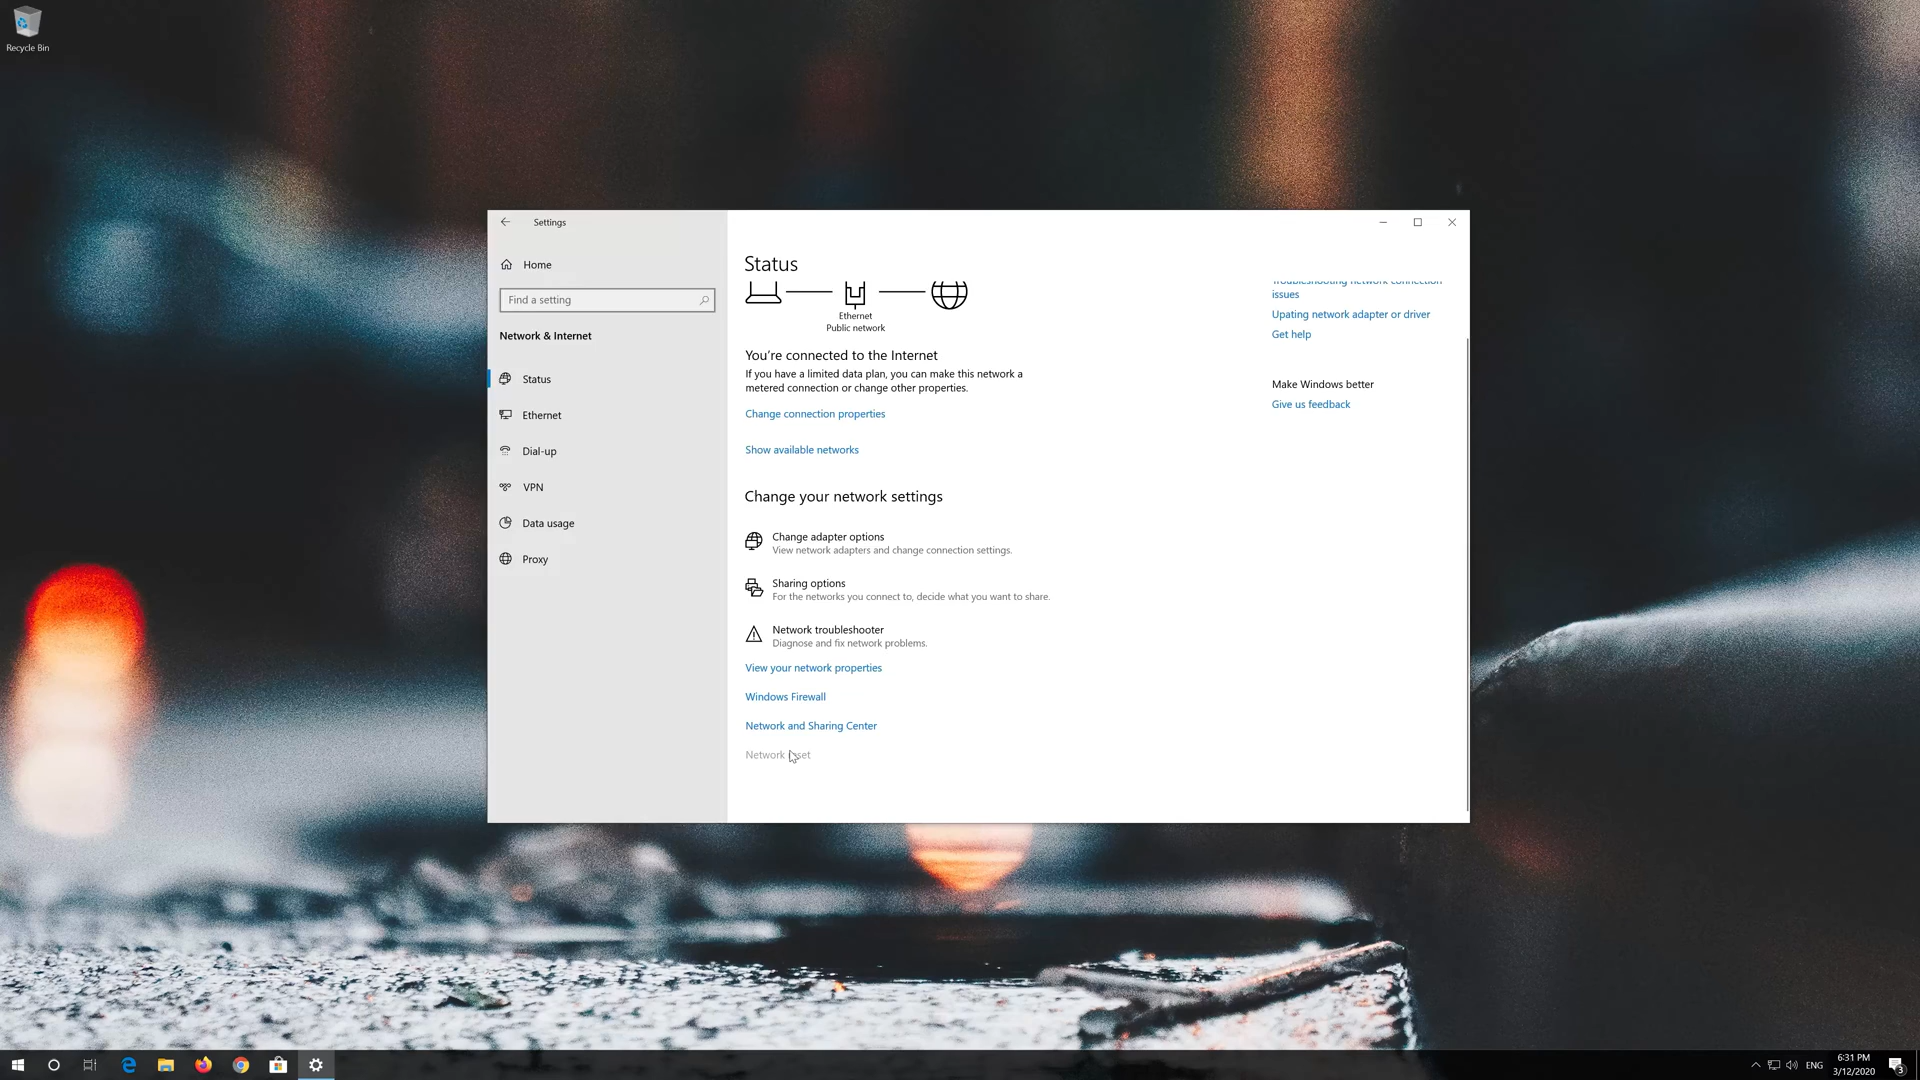 Recycle Bin
Settings
Home
Find a setting
Network & Internet
Status
Ethernet
Dial-up
VPN
Data usage
Proxy
Status
Ethernet
Public network
You're connected to the Internet
If you have a limited data plan, you can make this network a
metered connection or change other properties.
Change connection properties
Show available networks
Change your network settings
Change adapter options
View network adapters and change connection settings.
Sharing options
For the networks you connect to, decide what you want to share.
Network troubleshooter
Diagnose and fix network problems.
View your network properties
Windows Firewall
Network and Sharing Center
Network reset
Troubleshooting network connection
issues
Upating network adapter or driver
Get help
Make Windows better
Give us feedback
ENG
6:31 PM
3/12/2020
3